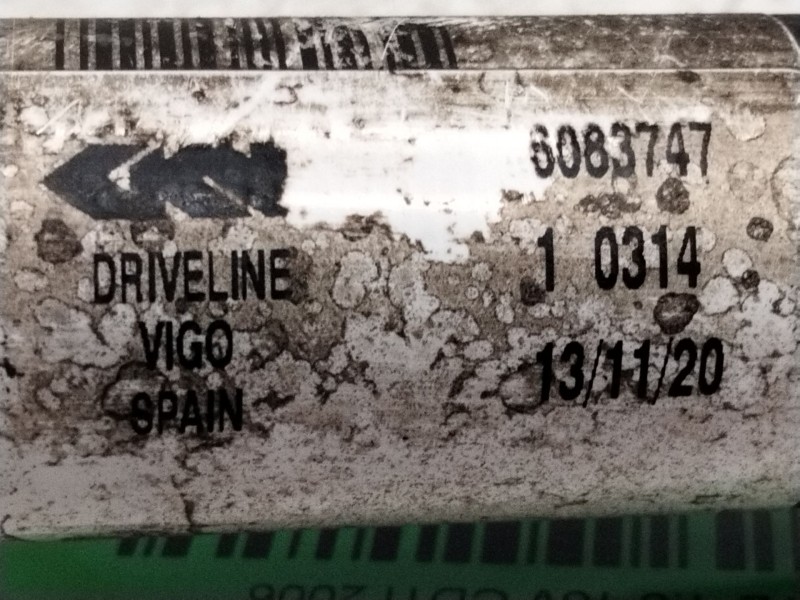 6083747
DRIVELINE
1 0314
VIGO
13/11/20
SPAIN